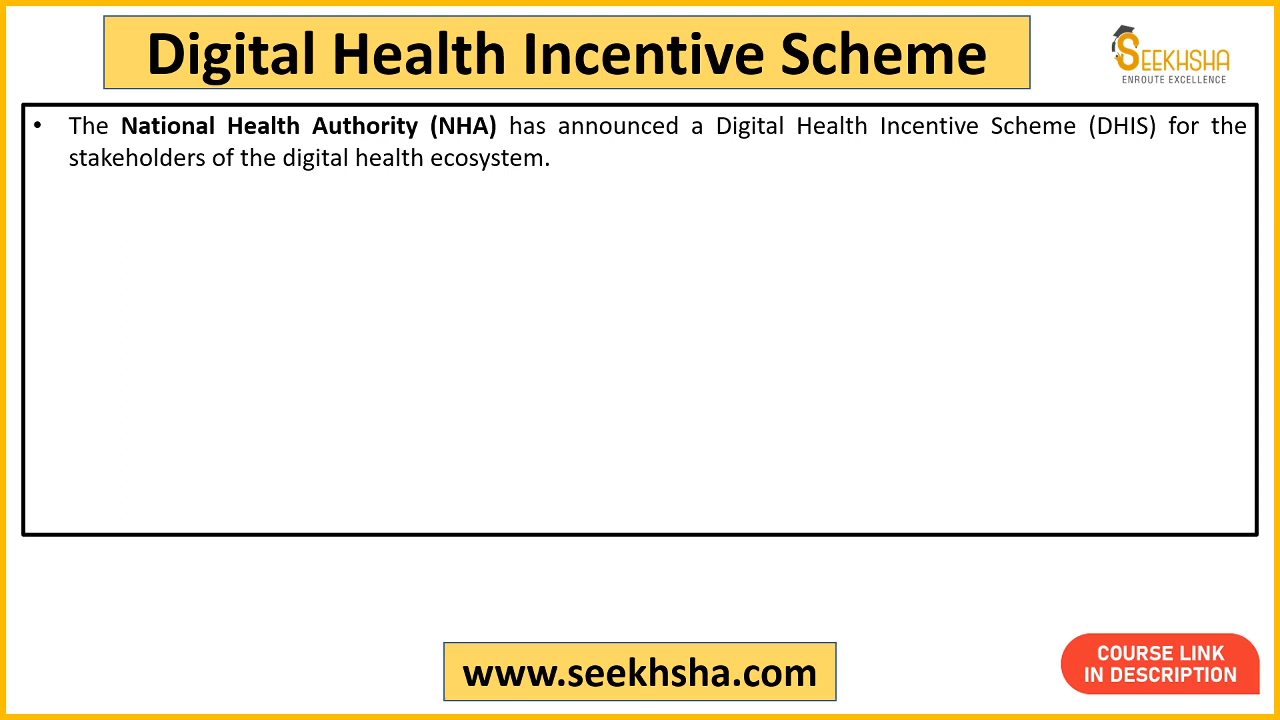 Digital Health Incentive Scheme
SEEKHSHA
ENROUTE EXCELLENCE
• The National Health Authority (NHA) has announced a Digital Health Incentive Scheme (DHIS) for the
stakeholders of the digital health ecosystem.
www.seekhsha.com
COURSE LINK
IN DESCRIPTION